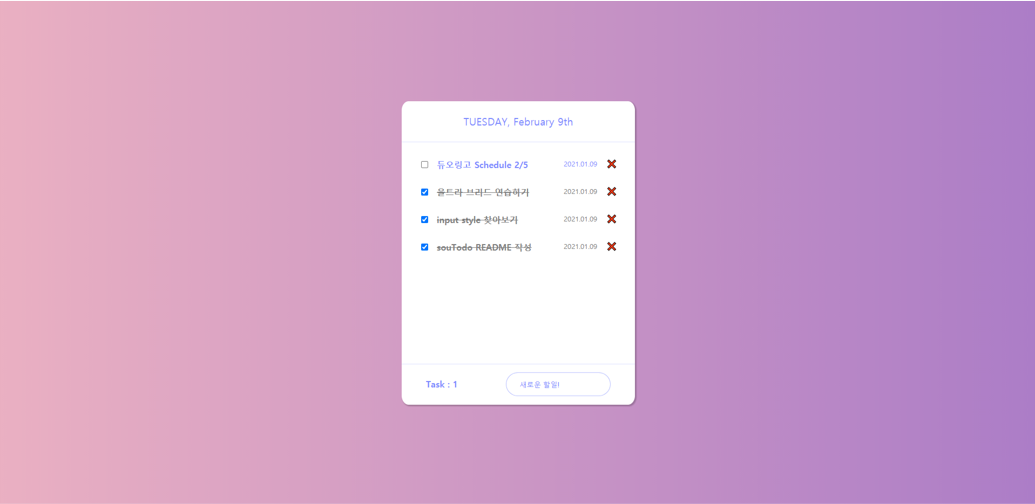 TUESDAY, February 9th
듀오링고 Schedule 2/5 2021.01.09
울트라 브리드 연습하기 2021.01.09
input style 찾아보기 2021.01.09
souTodo README 작성 2021.01.09
Task : 1 새로운 할일!